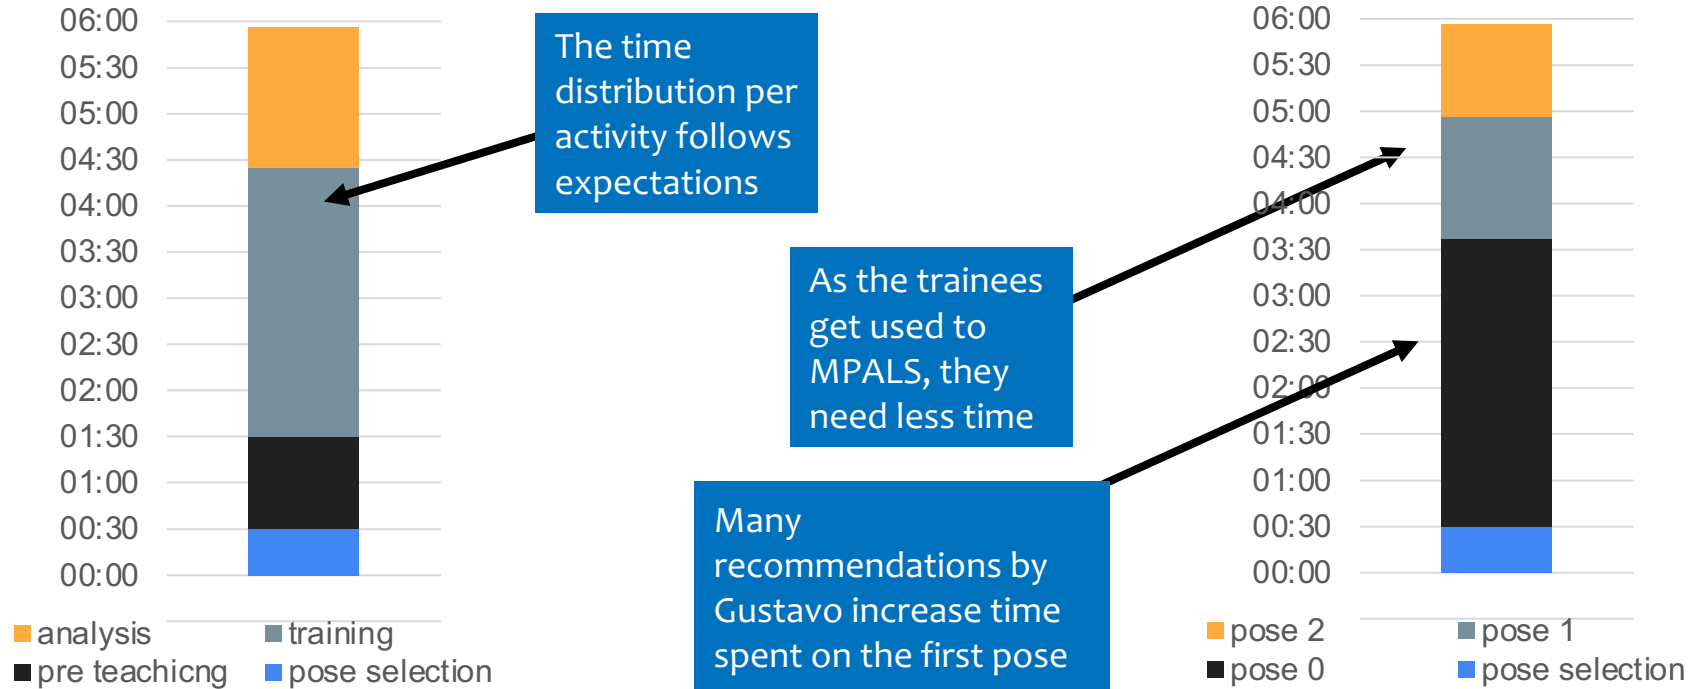 06:00
05:30
05:00
04:30
04:00
03:30
03:00
02:30
02:00
01:30
01:00
00:30
00:00
analysis
training
pre teachicng
pose selection
The time
distribution per
activity follows
expectations
As the trainees
get used to
MPALS, they
need less time
Many
recommendations by
Gustavo increase time
spent on the first pose
06:00
05:30
05:00
04:30
04:00
03:30
03:00
02:30
02:00
01:30
01:00
00:30
00:00
pose 2
pose 1
pose 0
pose selection